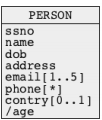 PERSON
ssno
name
dob
address
email[1..5]
phone[*]
contry[0..1]
/age